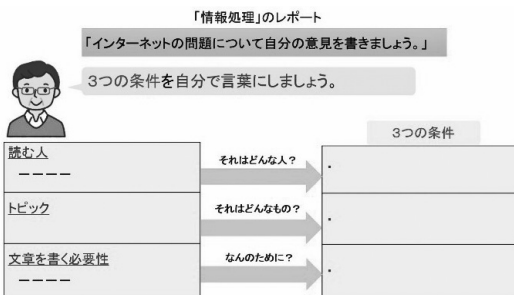 「情報処理」のレポート
「インターネットの問題について自分の意見を書きましょう。」
3つの条件を自分で言葉にしましょう。
3つの条件
読む人
ーーーー
それはどんな人?
・
トピック
それはどんなもの?
・
文章を書く必要性
ーーーー
なんのために?
・